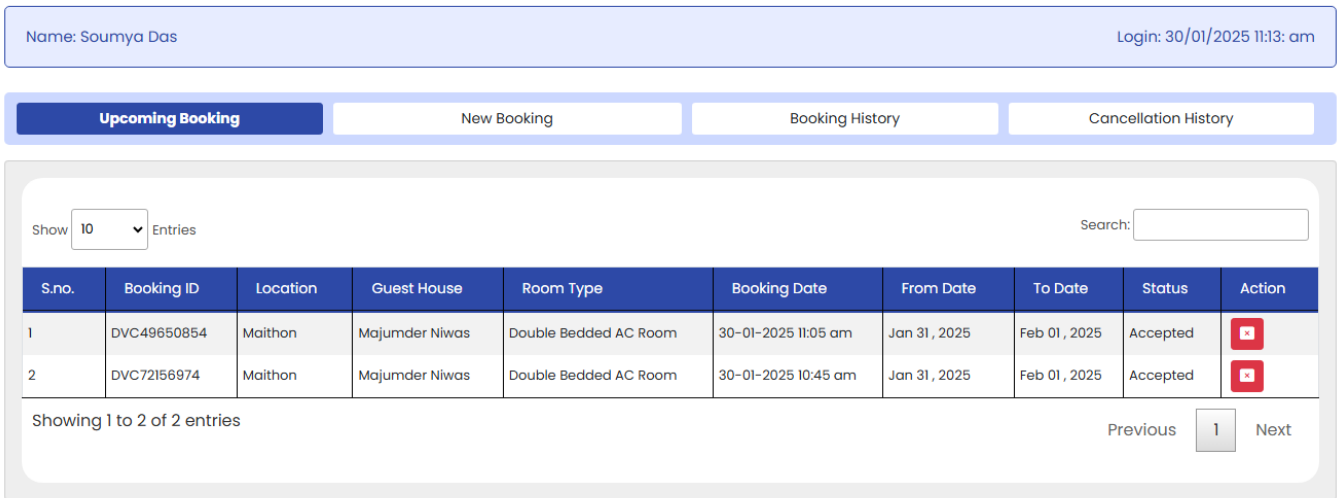 Name: Soumya Das Login: 30/01/2025 11:13: am
Upcoming Booking New Booking Booking History Cancellation History
Show 10 Entries Search:
S.no. Booking ID Location Guest House Room Type Booking Date From Date To Date Status Action
1 DVC49650854 Maithon Majumder Niwas Double Bedded AC Room 30-01-2025 11:05 am Jan 31 , 2025 Feb 01 , 2025 Accepted
2 DVC72156974 Maithon Majumder Niwas Double Bedded AC Room 30-01-2025 10:45 am Jan 31 , 2025 Feb 01 , 2025 Accepted
Showing 1 to 2 of 2 entries Previous 1 Next